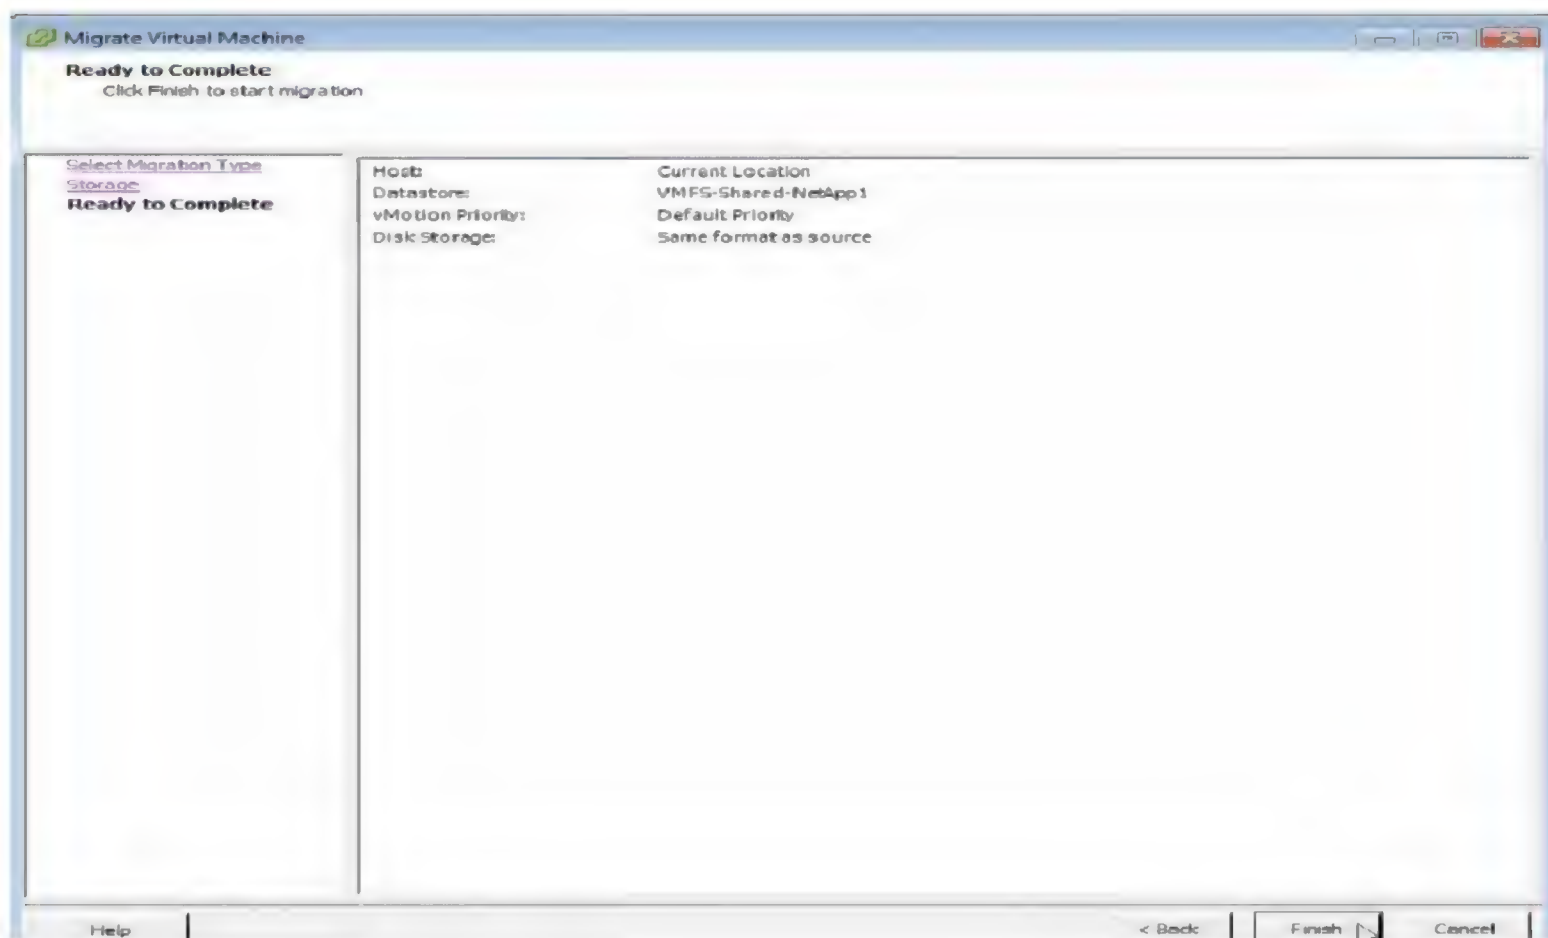 Migrate Virtual Machine
Ready to Complete
Click Finish to start migration
Select Migration Type
Storage
Ready to Complete
Host: Current Location
Datastore: VMFS-Shared-NetApp1
vMotion Priority: Default Priority
Disk Storage: Same format as source
Help
< Back
Finish
Cancel